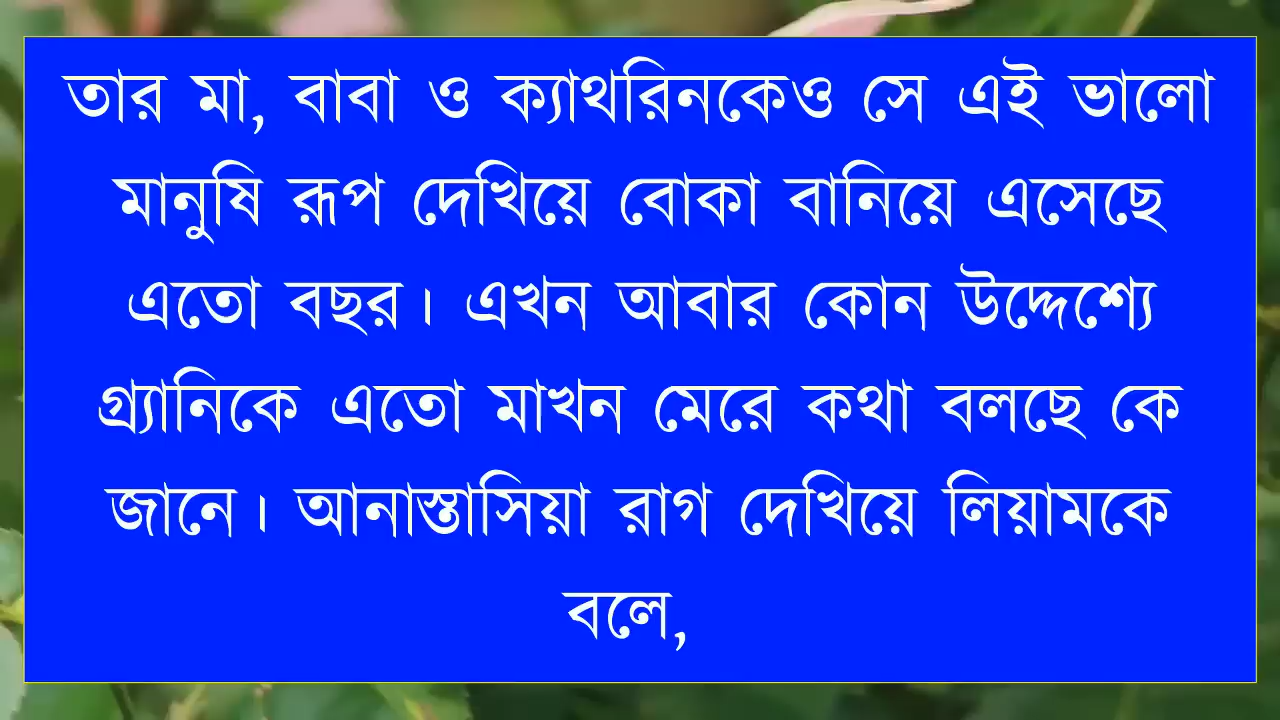 তার মা, বাবা ও ক্যাথরিনকেও সে এই ভালো
মানুষি রূপ দেখিয়ে বোকা বানিয়ে এসেছে
এতো বছর। এখন আবার কোন উদ্দেশ্যে
গ্র্যানিকে এতো মাখন মেরে কথা বলছে কে
জানে। আনাস্তাসিয়া রাগ দেখিয়ে লিয়ামকে
বলে,